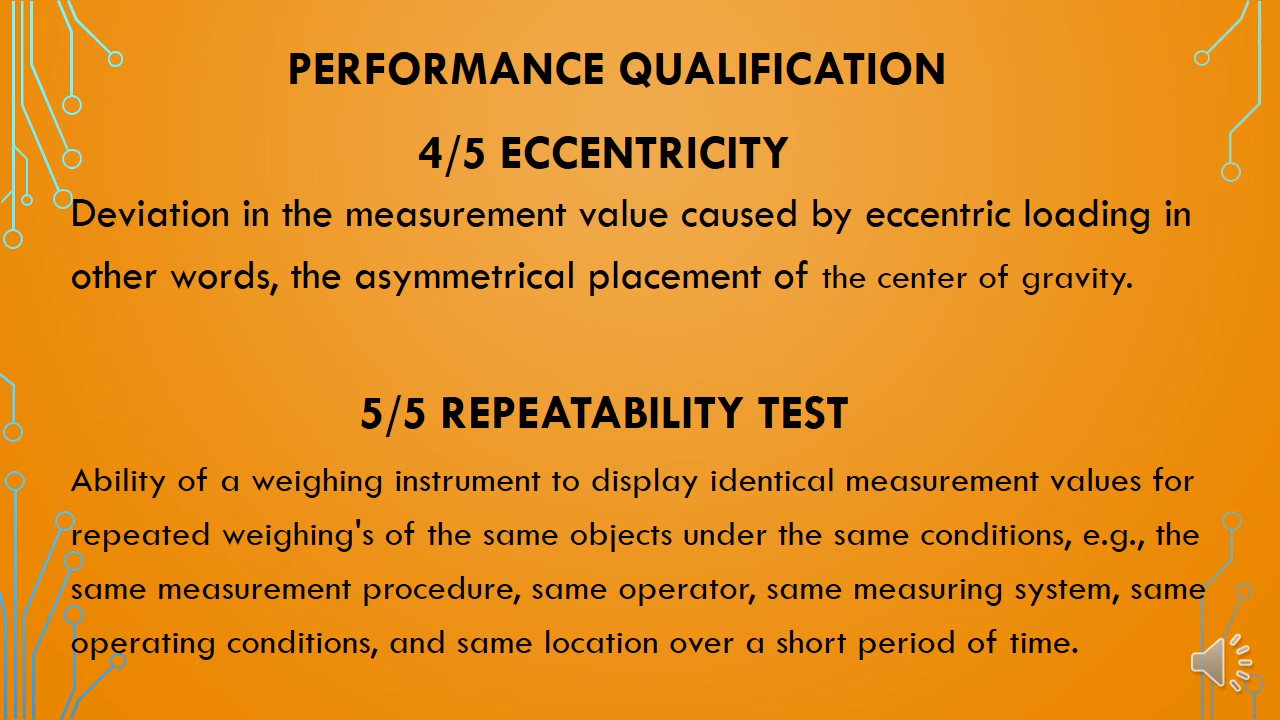 PERFORMANCE QUALIFICATION
4/5 ECCENTRICITY
Deviation in the measurement value caused by eccentric loading in
other words, the asymmetrical placement of the center of gravity.
5/5 REPEATABILITY TEST
Ability of a weighing instrument to display identical measurement values for
repeated weighing's of the same objects under the same conditions, e.g., the
same measurement procedure, same operator, same measuring system, same
operating conditions, and same location over a short period of time.